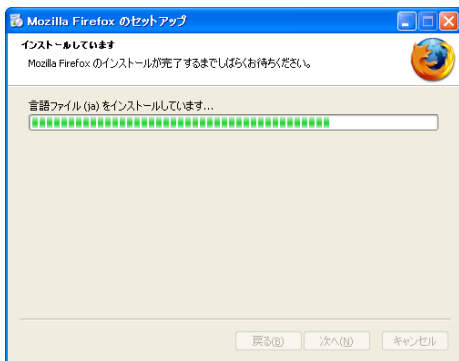 Mozilla Firefox のセットアップ
インストールしています
Mozilla Firefox のインストールが完了するまでしばらくお待ちください。
言語ファイル (ja) をインストールしています...
戻る(B)
次へ(N)
キャンセル